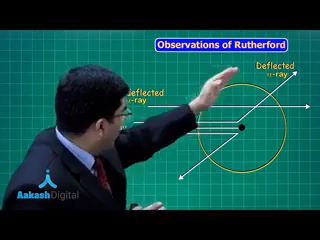 Observations of Rutherford
Deflected
α-ray
deflected
-ray
Aakash Digital